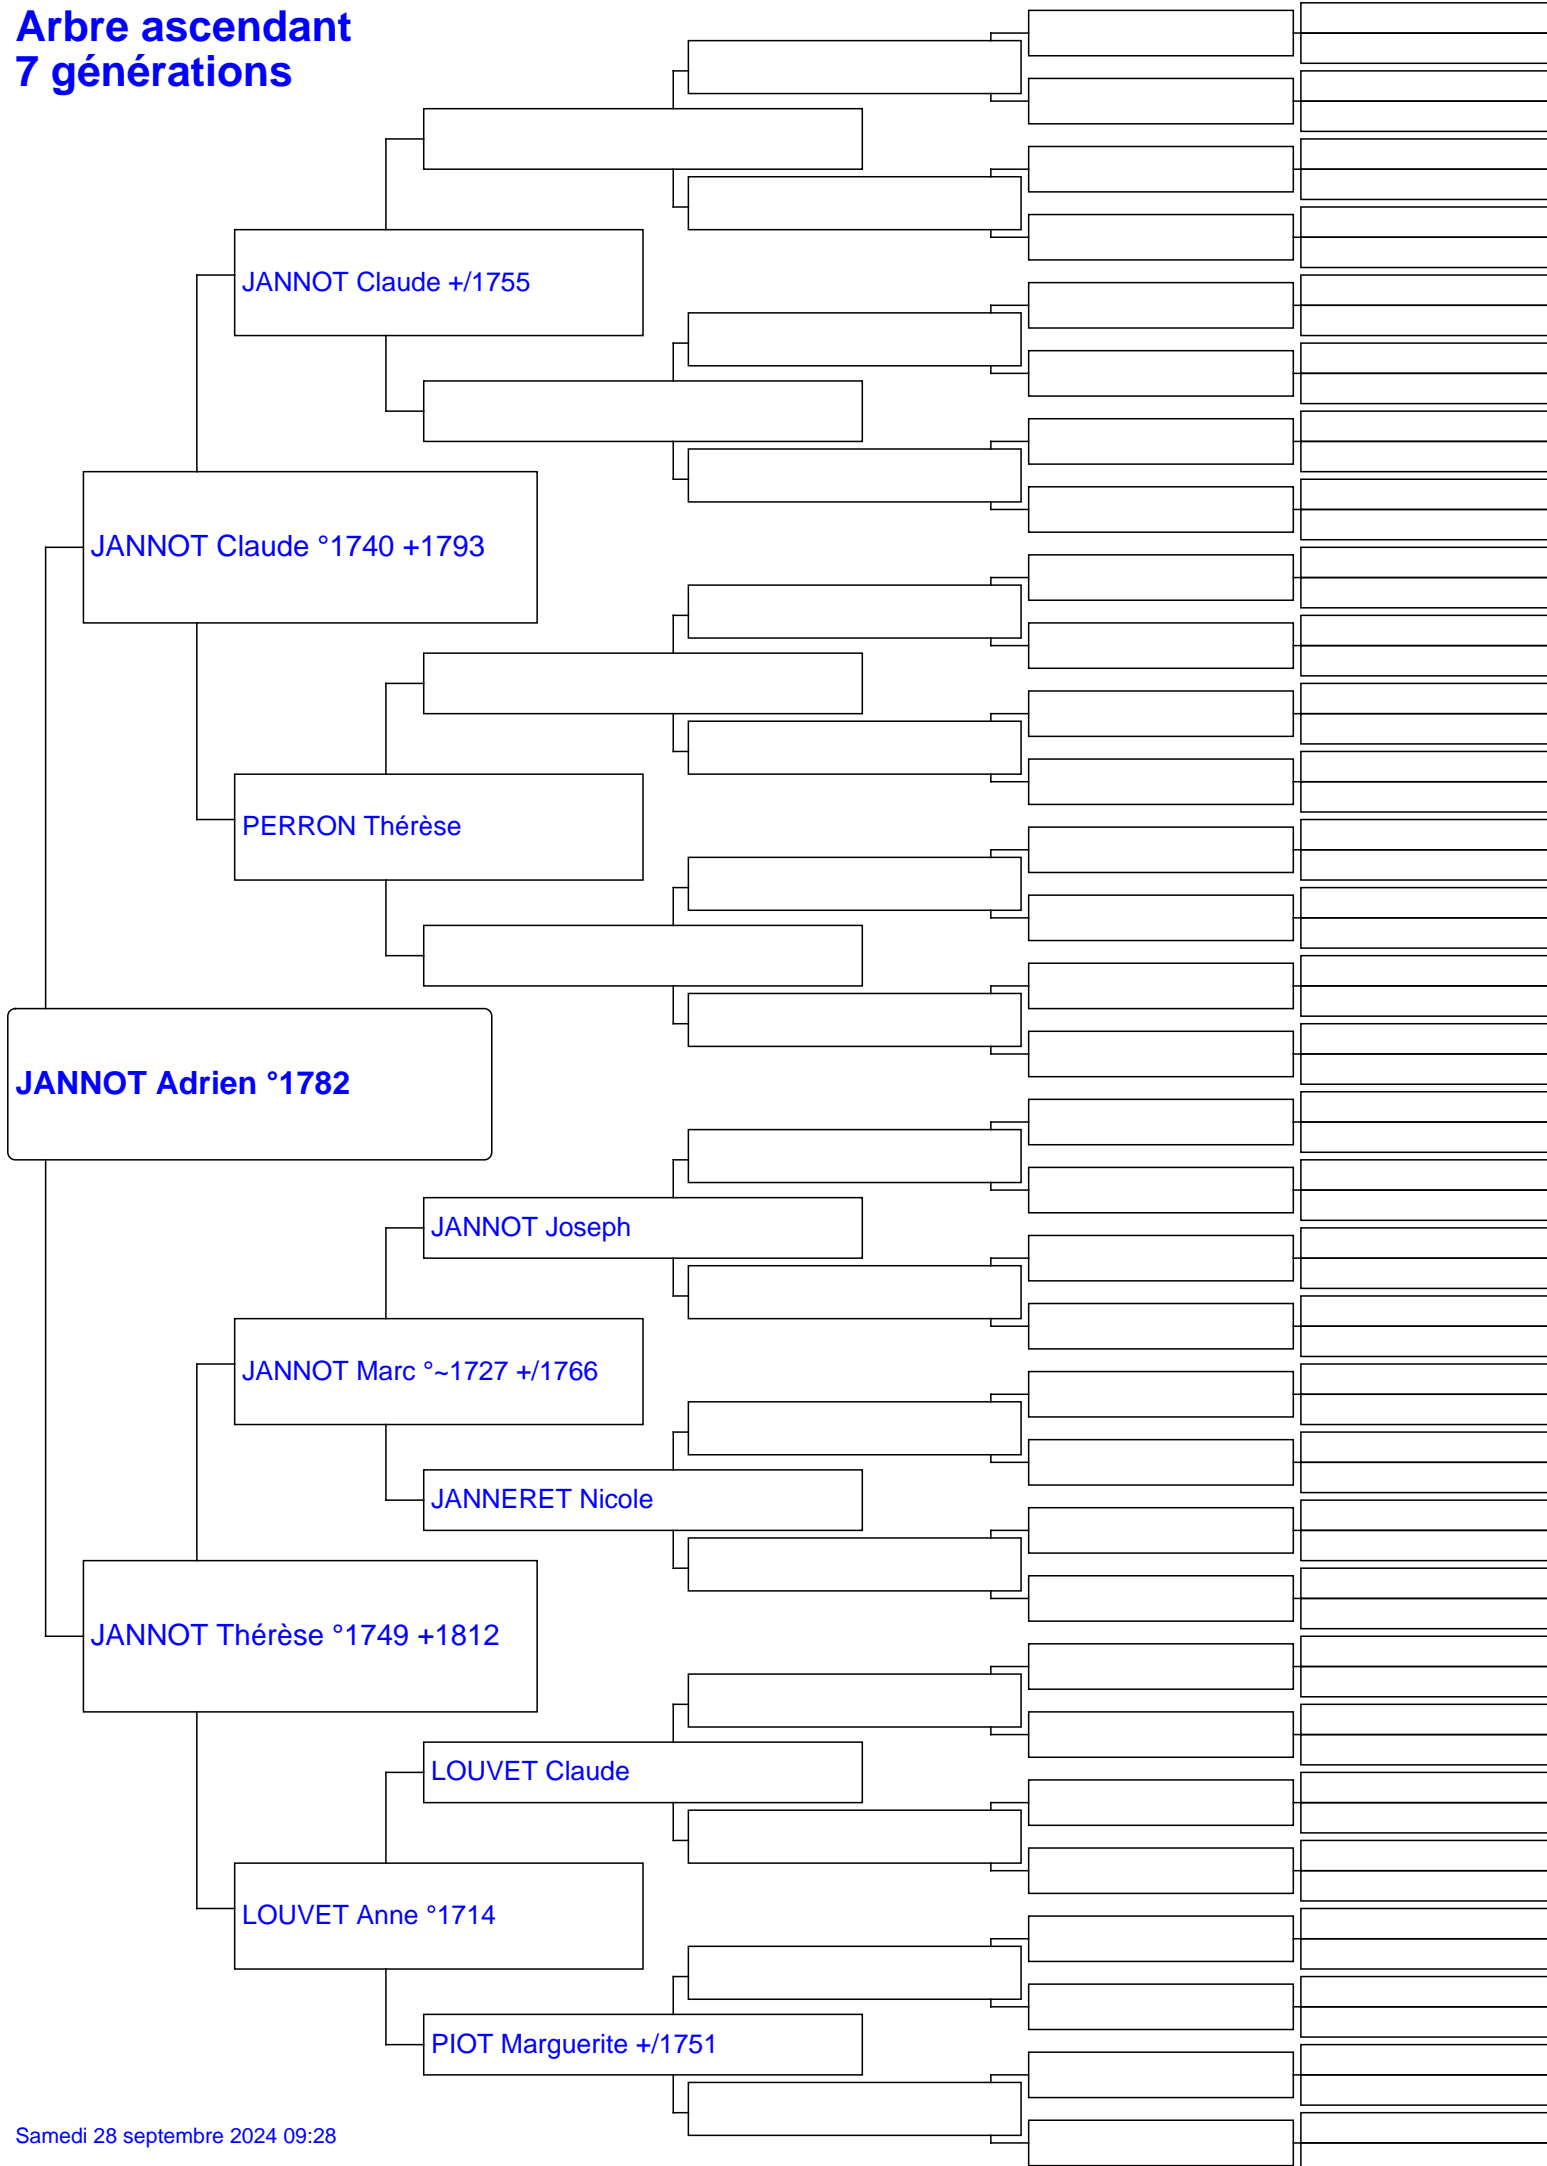 Arbre ascendant
7 générations
JANNOT Claude +/1755
JANNOT Claude °1740 +1793
PERRON Thérèse
JANNOT Adrien °1782
JANNOT Joseph
JANNOT Marc °~1727 +/1766
JANNERET Nicole
JANNOT Thérèse °1749 +1812
LOUVET Claude
LOUVET Anne °1714
PIOT Marguerite +/1751
Samedi 28 septembre 2024 09:28